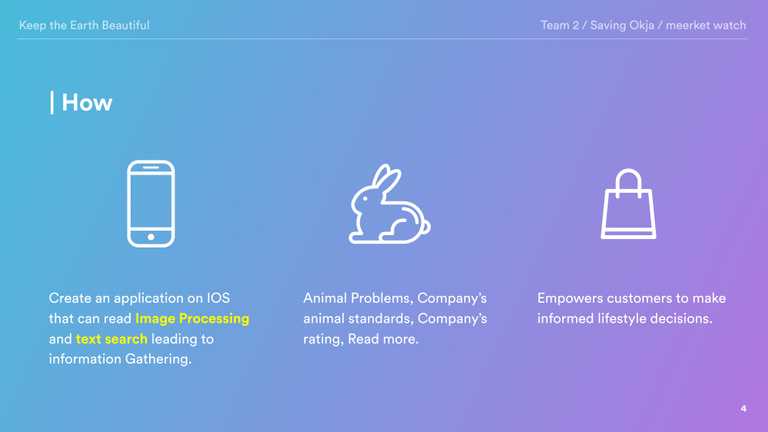 Keep the Earth Beautiful
Team 2 / Saving Okja / meerket watch
| How
Create an application on IOS
that can read Image Processing
and text search leading to
information Gathering.
Animal Problems, Company’s
animal standards, Company’s
rating, Read more.
Empowers customers to make
informed lifestyle decisions.
4